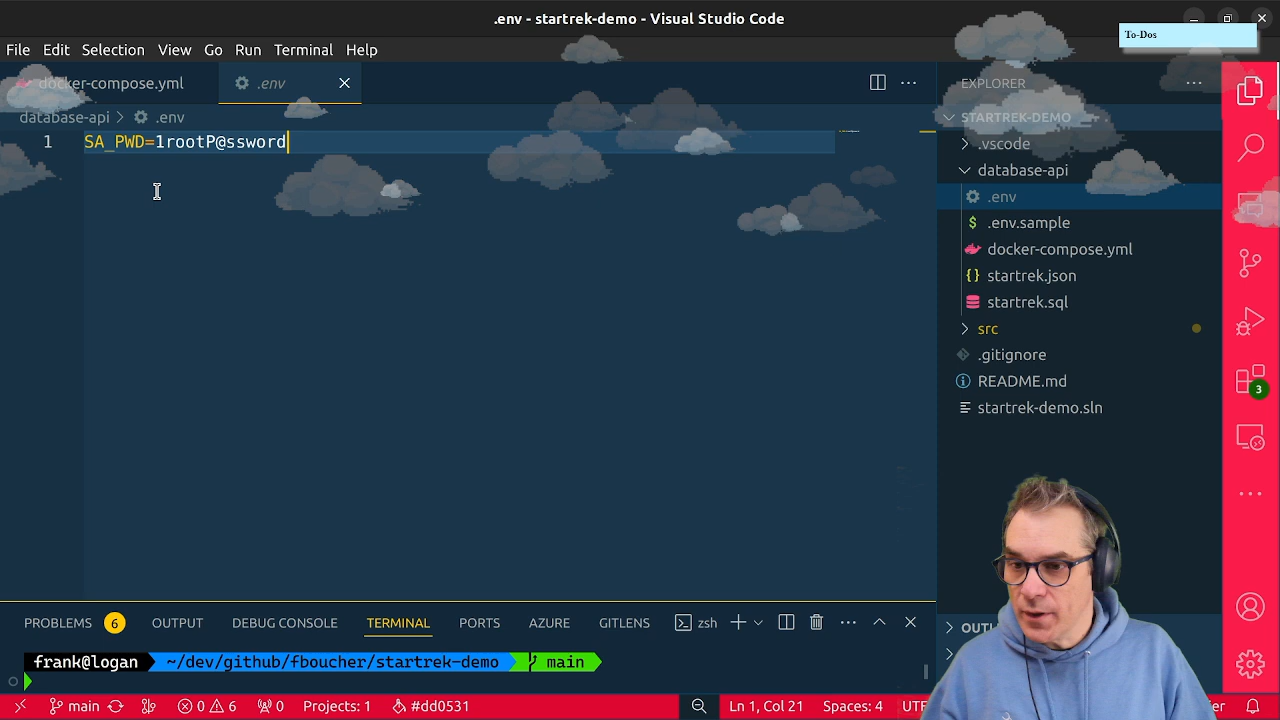 .env - startrek-demo - Visual Studio Code
To-Dos
File Edit Selection View Go Run Terminal Help
docker-compose.yml
.env
database-api > .env
1 SA_PWD=1rootP@ssword
EXPLORER
STARTREK-DEMO
.vscode
database-api
.env
.env.sample
docker-compose.yml
startrek.json
startrek.sql
src
.gitignore
README.md
startrek-demo.sln
3
PROBLEMS 6 OUTPUT DEBUG CONSOLE TERMINAL PORTS AZURE GITLENS zsh
frank@logan ~/dev/github/fboucher/startrek-demo main
main 0 6 0 Projects: 1 #dd0531 Ln 1, Col 21 Spaces: 4